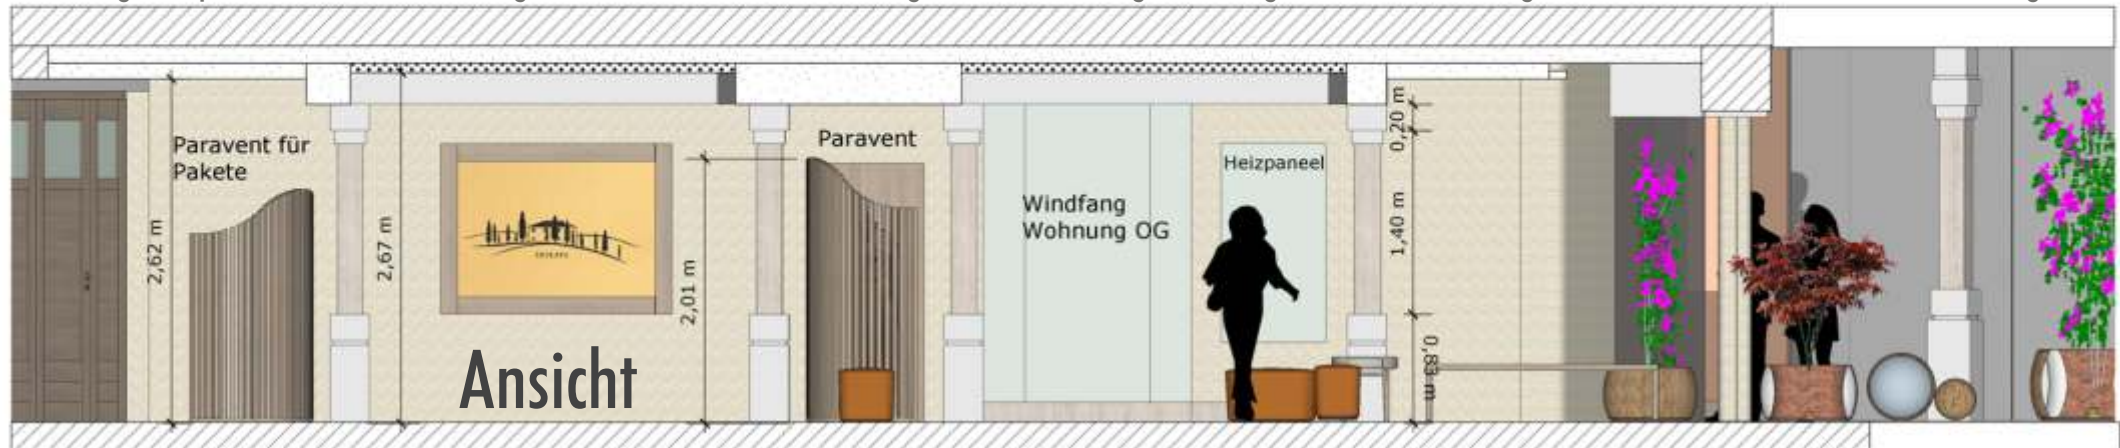 Paravent für
Pakete
2,62 m
2,67 m
2,01 m
Ansicht
Paravent
Windfang
Wohnung OG
Heizpaneel
0,20 m
1,40 m
0,83 m